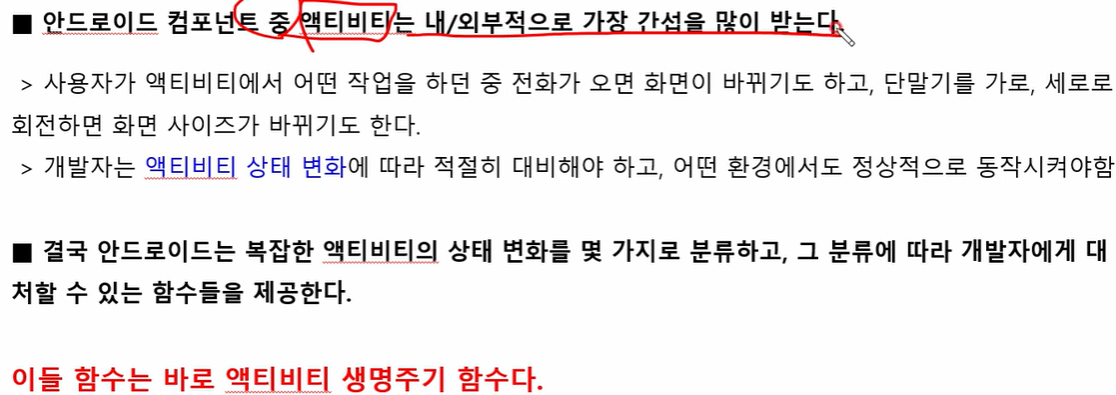 ■ 안드로이드 컴포넌트 중 액티비티는 내/외부적으로 가장 간섭을 많이 받는다.
> 사용자가 액티비티에서 어떤 작업을 하던 중 전화가 오면 화면이 바뀌기도 하고, 단말기를 가로, 세로로
회전하면 화면 사이즈가 바뀌기도 한다.
> 개발자는 액티비티 상태 변화에 따라 적절히 대비해야 하고, 어떤 환경에서도 정상적으로 동작시켜야함
■ 결국 안드로이드는 복잡한 액티비티의 상태 변화를 몇 가지로 분류하고, 그 분류에 따라 개발자에게 대
처할 수 있는 함수들을 제공한다.
이들 함수는 바로 액티비티 생명주기 함수다.